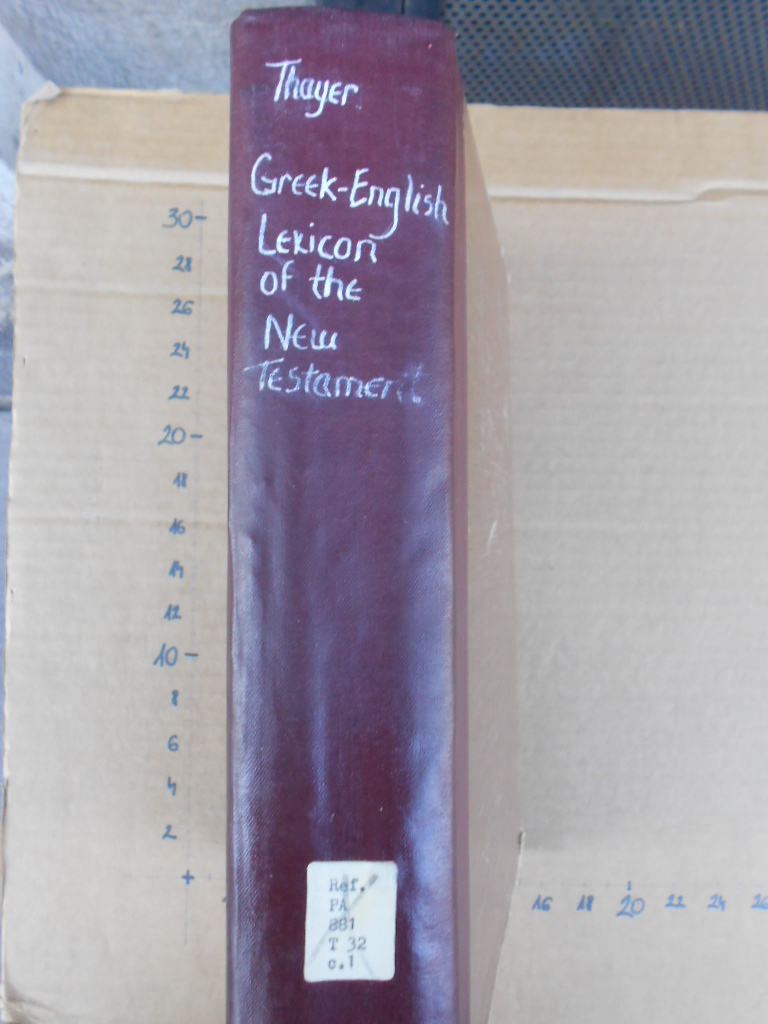 Thayer
Greek-English
Lexicon
of the
New
Testament
30
28
26
24
22
20
18
16
14
12
10
8
6
4
2
+
16 18 20 22 24 26
Ref.
PA
881
T 32
c.1